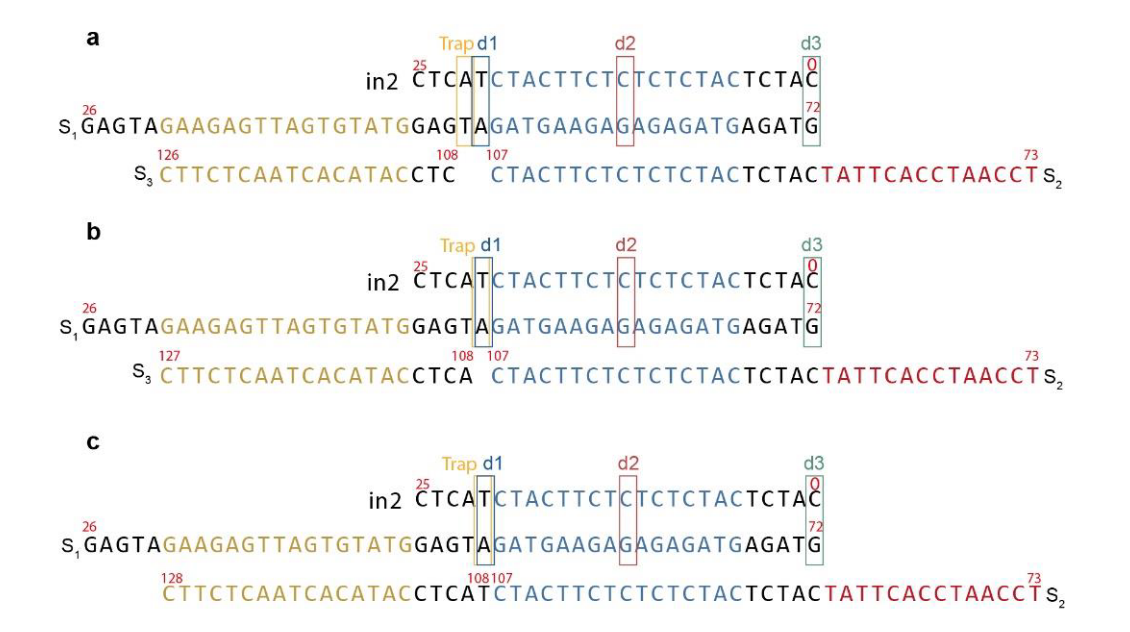 a
Trap d1 d2 d3
25 0
in2 CTCATCTACTTCTCTCTCTACTCTAC
26 72
S1 GAGTAGAAGAGTTAGTGTATGGAGTAGATGAAGAGAGAGATGAGATG
126 108 107 73
S3 CTTCTCAATCACATACCTC CTACTTCTCTCTCTACTCTACTATTCACCTAACCT S2
b
Trap d1 d2 d3
25 0
in2 CTCATCTACTTCTCTCTCTACTCTAC
26 72
S1 GAGTAGAAGAGTTAGTGTATGGAGTAGATGAAGAGAGAGATGAGATG
127 108 107 73
S3 CTTCTCAATCACATACCTCA CTACTTCTCTCTCTACTCTACTATTCACCTAACCT S2
c
Trap d1 d2 d3
25 0
in2 CTCATCTACTTCTCTCTCTACTCTAC
26 72
S1 GAGTAGAAGAGTTAGTGTATGGAGTAGATGAAGAGAGAGATGAGATG
128 108 107 73
CTTCTCAATCACATACCTCATCTACTTCTCTCTCTACTCTACTATTCACCTAACCT S2